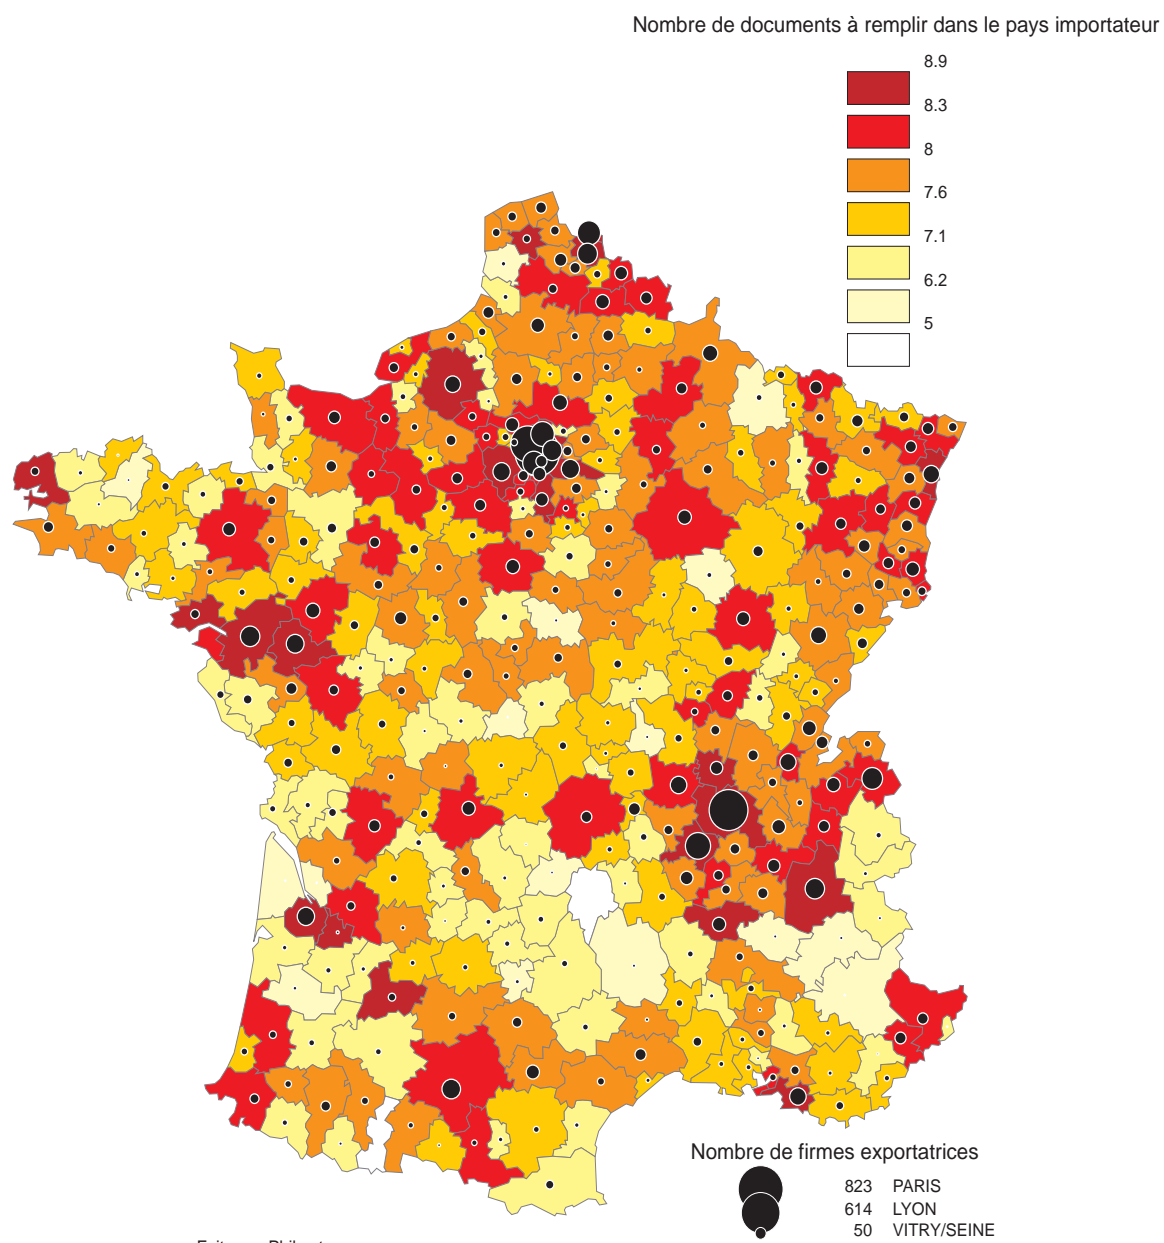 Nombre de documents à remplir dans le pays importateur
8.9
8.3
8
7.6
7.1
6.2
5
Nombre de firmes exportatrices
823 PARIS
614 LYON
50 VITRY/SEINE